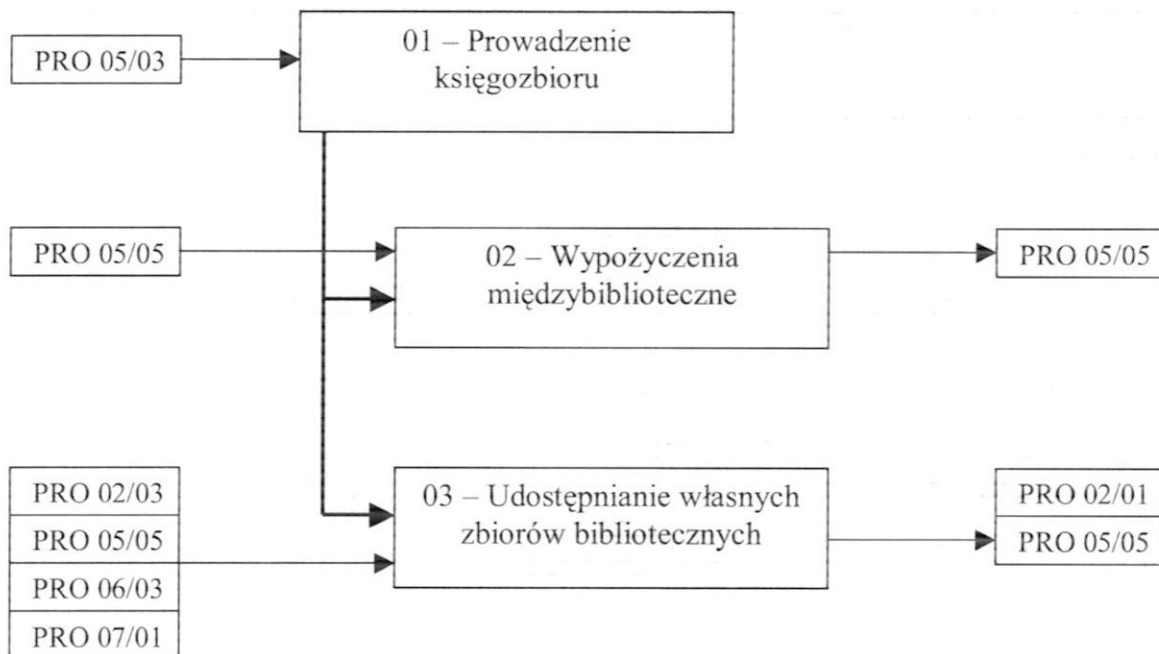 PRO 05/03
01 – Prowadzenie
księgozbioru
PRO 05/05
02 – Wypożyczenia
międzybiblioteczne
PRO 05/05
PRO 02/03
PRO 05/05
PRO 06/03
PRO 07/01
03 – Udostępnianie własnych
zbiorów bibliotecznych
PRO 02/01
PRO 05/05